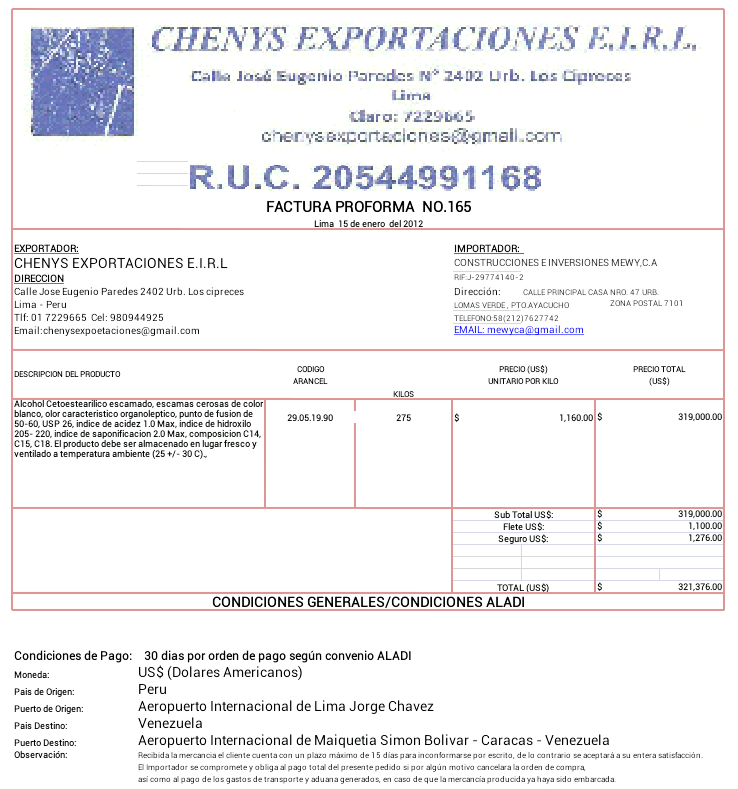 CHENYS EXPORTACIONES E.I.R.L.
Calle José Eugenio Paredes Nº 2402 Urb. Los Cipreces
Lima
Claro: 7229665
chenysexportaciones@gmail.com
R.U.C. 20544991168
FACTURA PROFORMA NO.165
Lima 15 de enero del 2012
EXPORTADOR:
CHENYS EXPORTACIONES E.I.R.L
DIRECCION
Calle Jose Eugenio Paredes 2402 Urb. Los cipreces
Lima - Peru
Tlf: 01 7229665 Cel: 980944925
Email:chenysexpoetaciones@gmail.com
IMPORTADOR:
CONSTRUCCIONES E INVERSIONES MEWY,C.A
RIF:J-29774140-2
Dirección: CALLE PRINCIPAL CASA NRO. 47 URB.
LOMAS VERDE , PTO.AYACUCHO ZONA POSTAL 7101
TELEFONO:58(212)7627742
EMAIL: mewyca@gmail.com
DESCRIPCION DEL PRODUCTO
CODIGO
ARANCEL
KILOS
PRECIO (US$)
UNITARIO POR KILO
PRECIO TOTAL
(US$)
Alcohol Cetoestearilico escamado, escamas cerosas de color
blanco, olor caracteristico organoleptico, punto de fusion de
50-60, USP 26, indice de acidez 1.0 Max, indice de hidroxilo
205- 220, indice de saponificacion 2.0 Max, composicion C14,
C15, C18. El producto debe ser almacenado en lugar fresco y
ventilado a temperatura ambiente (25 +/- 30 C).,
29.05.19.90
275
$ 1,160.00
$ 319,000.00
Sub Total US$: $ 319,000.00
Flete US$: $ 1,100.00
Seguro US$: $ 1,276.00
TOTAL (US$) $ 321,376.00
CONDICIONES GENERALES/CONDICIONES ALADI
Condiciones de Pago: 30 dias por orden de pago según convenio ALADI
Moneda: US$ (Dolares Americanos)
Pais de Origen: Peru
Puerto de Origen: Aeropuerto Internacional de Lima Jorge Chavez
Pais Destino: Venezuela
Puerto Destino: Aeropuerto Internacional de Maiquetia Simon Bolivar - Caracas - Venezuela
Observación: Recibida la mercancia el cliente cuenta con un plazo máximo de 15 días para inconformarse por escrito, de lo contrario se aceptará a su entera satisfacción.
El Importador se compromete y obliga al pago total del presente pedido si por algún motivo cancelara la orden de compra,
así como al pago de los gastos de transporte y aduana generados, en caso de que la mercancía producida ya haya sido embarcada.